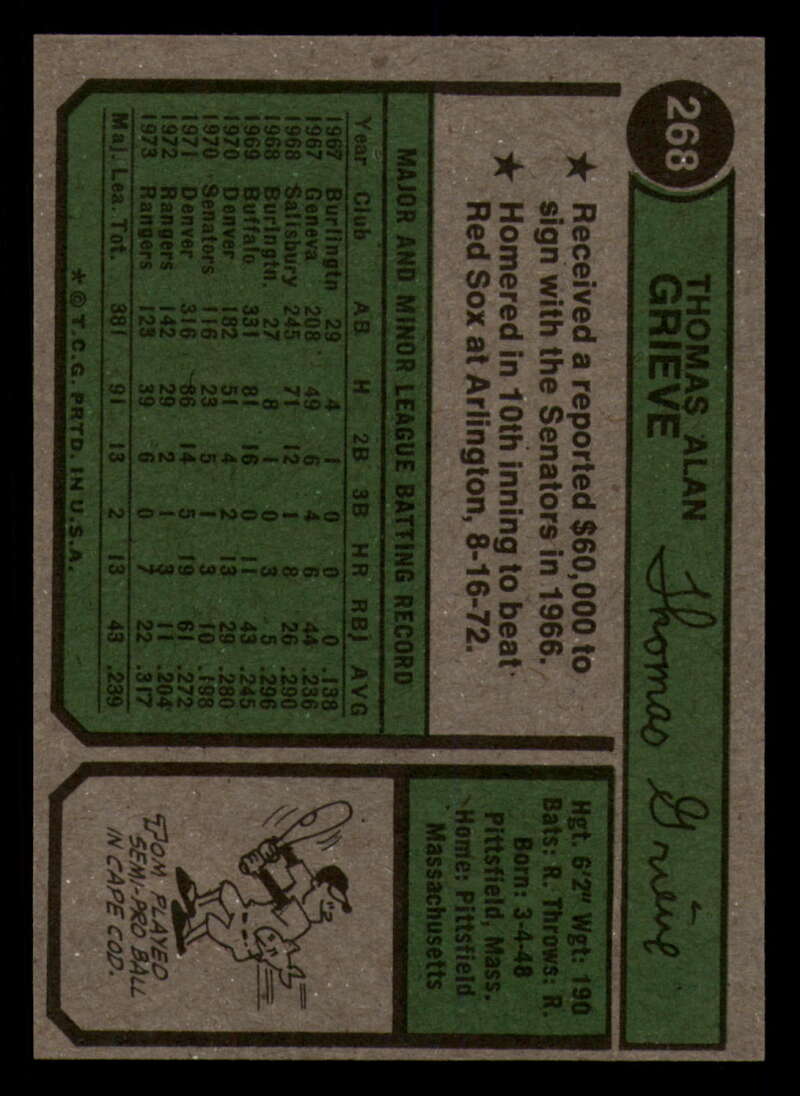 268
THOMAS ALAN
GRIEVE
Thomas Grieve
★ Received a reported $60,000 to
sign with the Senators in 1966.
★ Homered in 10th inning to beat
Red Sox at Arlington, 8-16-72.
MAJOR AND MINOR LEAGUE BATTING RECORD
Year Club AB H 2B 3B HR RBI AVG
1967 Burlingtn 29 4 1 0 0 0 .138
1967 Geneva 208 49 6 4 6 44 .236
1968 Salisbury 245 71 12 1 8 26 .290
1968 Burlngtn. 27 8 1 0 3 5 .296
1969 Buffalo 331 81 16 0 11 43 .245
1970 Denver 182 51 4 2 13 29 .280
1970 Senators 116 23 5 1 3 10 .198
1971 Denver 316 86 14 5 19 61 .272
1972 Rangers 142 29 2 1 3 11 .204
1973 Rangers 123 39 6 0 7 22 .317
Maj. Lea. Tot. 381 91 13 2 13 43 .239
* © T.C.G. PRTD. IN U.S.A.
Hgt. 6'2" Wgt: 190
Bats: R. Throws: R.
Born: 3-4-48
Pittsfield, Mass.
Home: Pittsfield
Massachusetts
TOM PLAYED
SEMI-PRO BALL
IN CAPE COD.